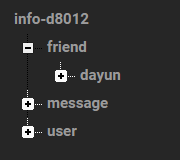 info-d8012
friend
dayun
message
user